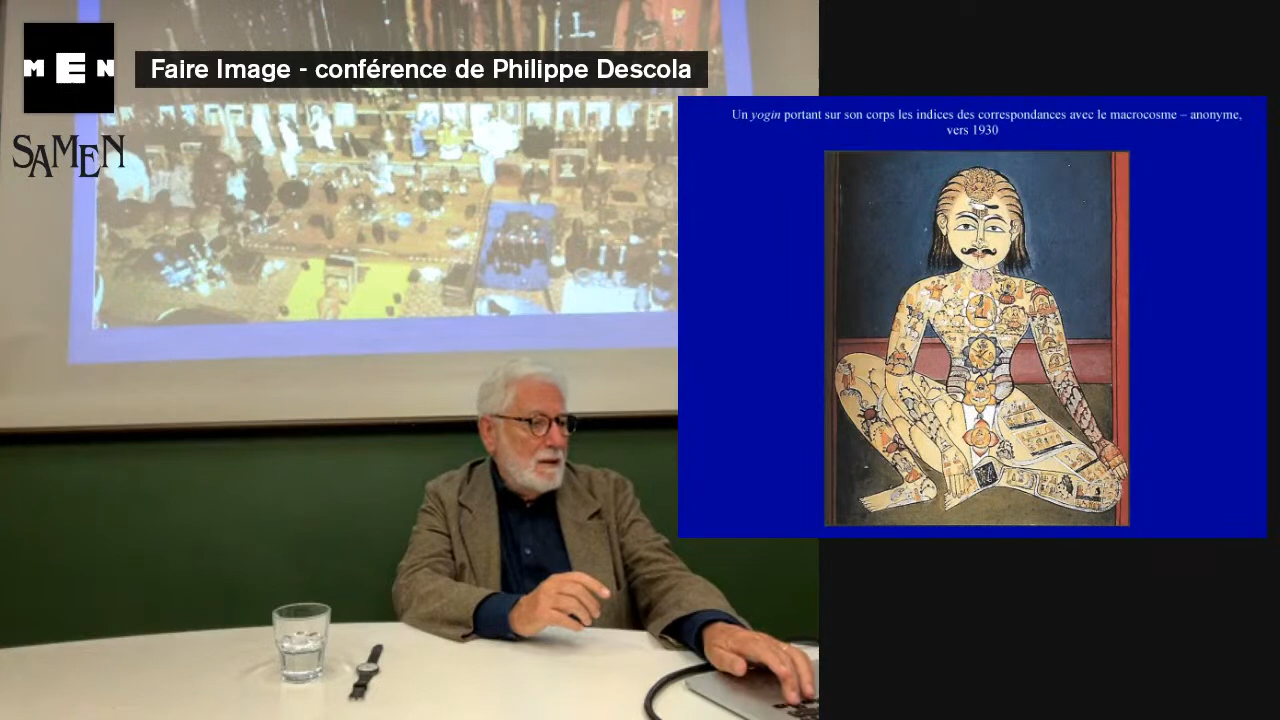 MEN
Faire Image - conférence de Philippe Descola
SAMEN
Un yogin portant sur son corps les indices des correspondances avec le macrocosme – anonyme,
vers 1930